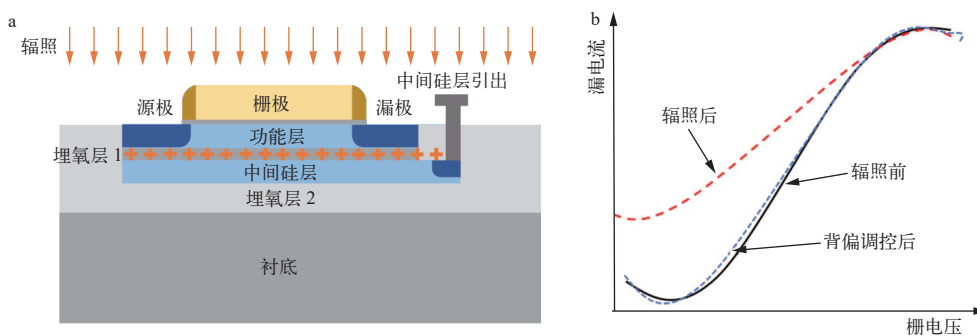 a
辐照
中间硅层引出
源极
栅极
漏极
功能层
埋氧层 1
中间硅层
埋氧层 2
衬底
b
漏电流
辐照后
辐照前
背偏调控后
栅电压